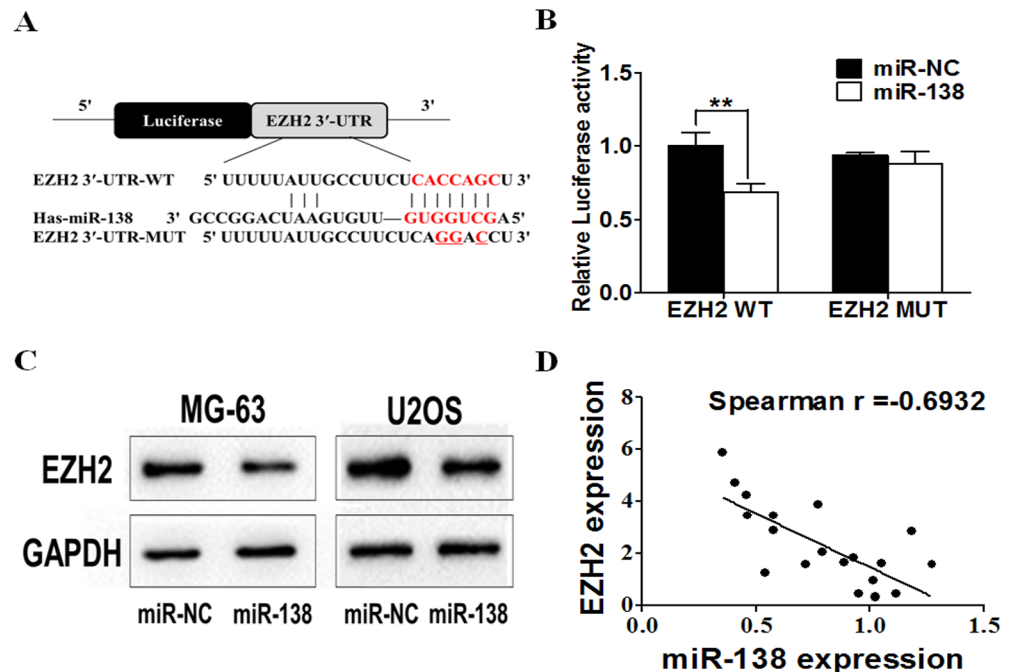 A
5' 3'
Luciferase EZH2 3′-UTR
EZH2 3′-UTR-WT 5' UUUUUAUUGCCUUCUCACCAGCU 3'
Has-miR-138 3' GCCGGACUAAGUGUU—GUGGUCGA5'
EZH2 3′-UTR-MUT 5' UUUUUAUUGCCUUCUCAGGACCU 3'
B
Relative Luciferase activity
1.5
1.0
0.5
0.0
miR-NC
miR-138
**
EZH2 WT EZH2 MUT
C
MG-63 U2OS
EZH2
GAPDH
miR-NC miR-138 miR-NC miR-138
D
EZH2 expression
8
6
4
2
0
Spearman r =-0.6932
0.0 0.5 1.0 1.5
miR-138 expression